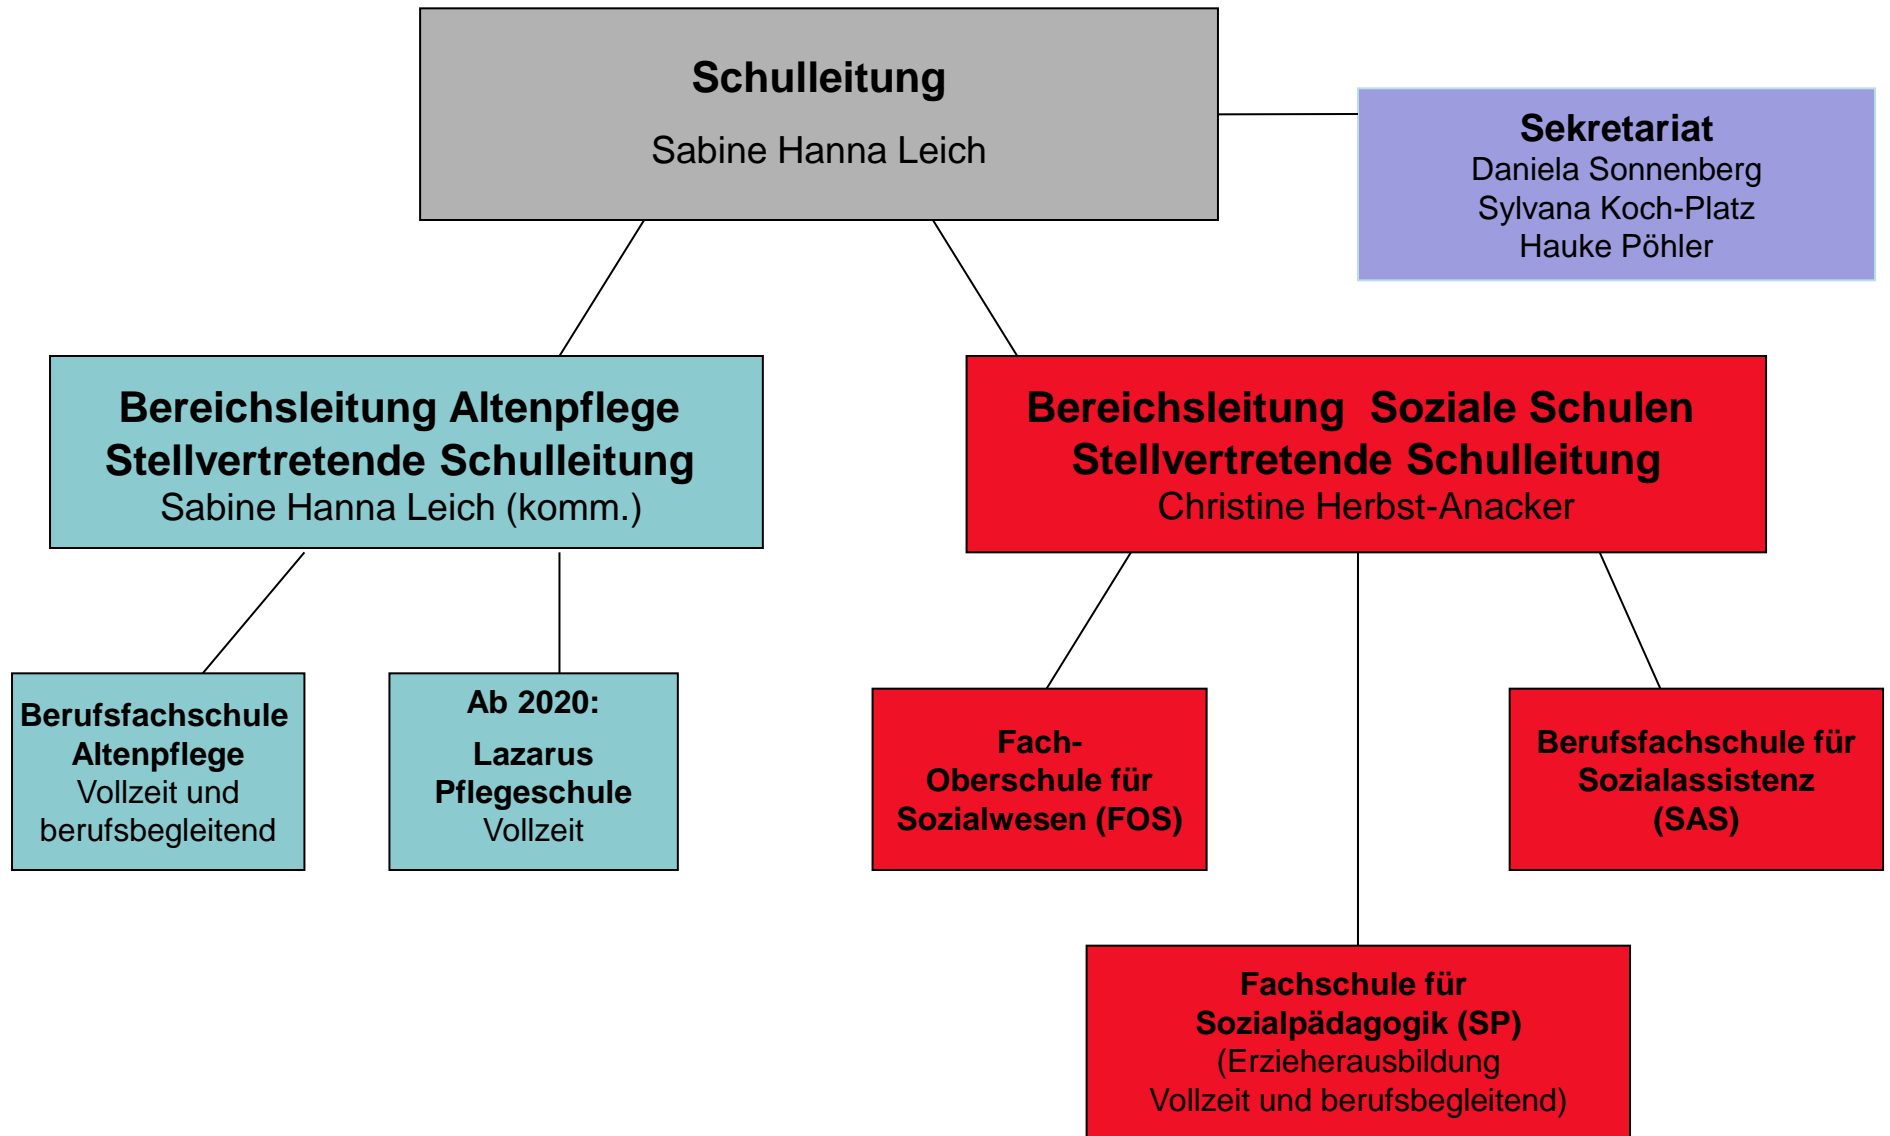 Schulleitung
Sabine Hanna Leich
Sekretariat
Daniela Sonnenberg
Sylvana Koch-Platz
Hauke Pöhler
Bereichsleitung Altenpflege
Stellvertretende Schulleitung
Sabine Hanna Leich (komm.)
Bereichsleitung Soziale Schulen
Stellvertretende Schulleitung
Christine Herbst-Anacker
Berufsfachschule
Altenpflege
Vollzeit und
berufsbegleitend
Ab 2020:
Lazarus
Pflegeschule
Vollzeit
Fach-
Oberschule für
Sozialwesen (FOS)
Berufsfachschule für
Sozialassistenz
(SAS)
Fachschule für
Sozialpädagogik (SP)
(Erzieherausbildung
Vollzeit und berufsbegleitend)